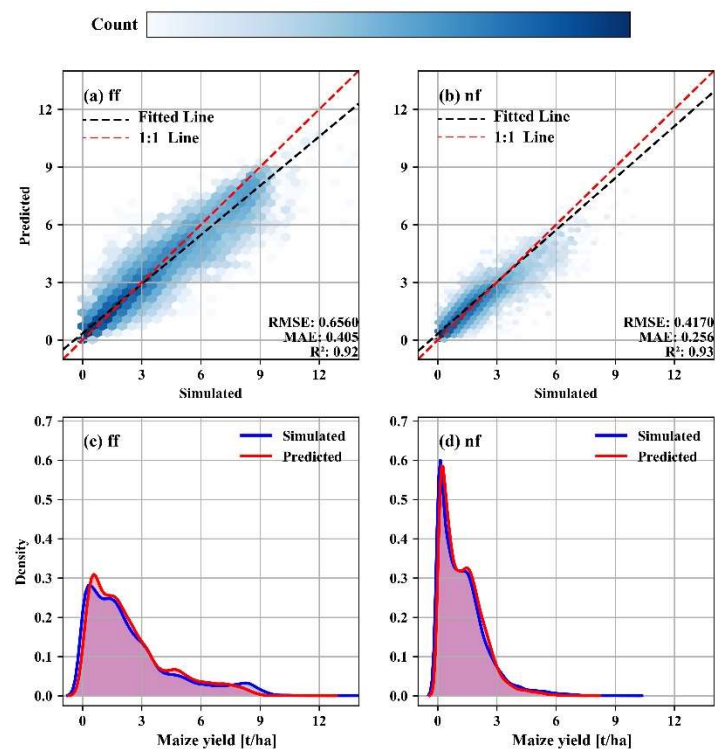 Count
(a) ff
Fitted Line
1:1 Line
Predicted
12
9
6
3
0
RMSE: 0.6560
MAE: 0.405
R²: 0.92
0 3 6 9 12
Simulated
(b) nf
Fitted Line
1:1 Line
12
9
6
3
0
RMSE: 0.4170
MAE: 0.256
R²: 0.93
0 3 6 9 12
Simulated
(c) ff
Simulated
Predicted
Density
0.7
0.6
0.5
0.4
0.3
0.2
0.1
0.0
0 3 6 9 12
Maize yield [t/ha]
(d) nf
Simulated
Predicted
0.7
0.6
0.5
0.4
0.3
0.2
0.1
0.0
0 3 6 9 12
Maize yield [t/ha]